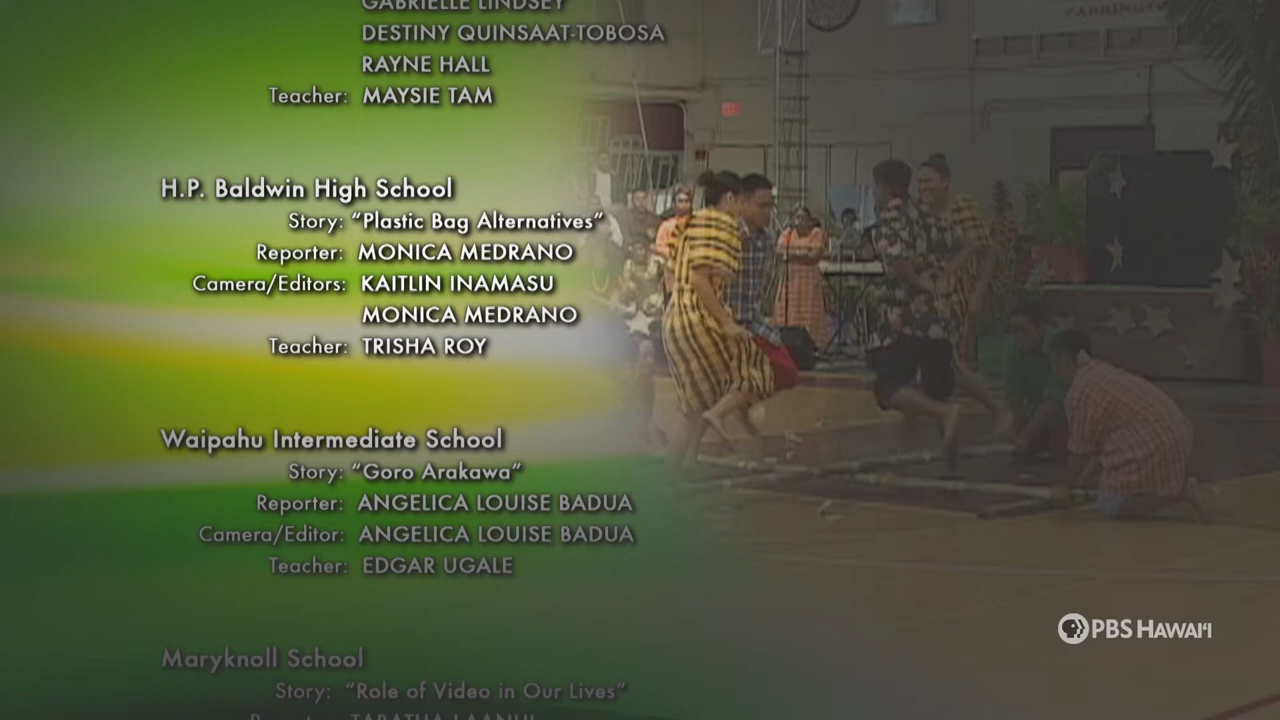 GABRIELLE LINDSEY
DESTINY QUINSAAT-TOBOSA
RAYNE HALL
Teacher: MAYSIE TAM
H.P. Baldwin High School
Story: “Plastic Bag Alternatives”
Reporter: MONICA MEDRANO
Camera/Editors: KAITLIN INAMASU
MONICA MEDRANO
Teacher: TRISHA ROY
Waipahu Intermediate School
Story: “Goro Arakawa”
Reporter: ANGELICA LOUISE BADUA
Camera/Editor: ANGELICA LOUISE BADUA
Teacher: EDGAR UGALE
PBS HAWAIʻI
Maryknoll School
Story: “Role of Video in Our Lives”